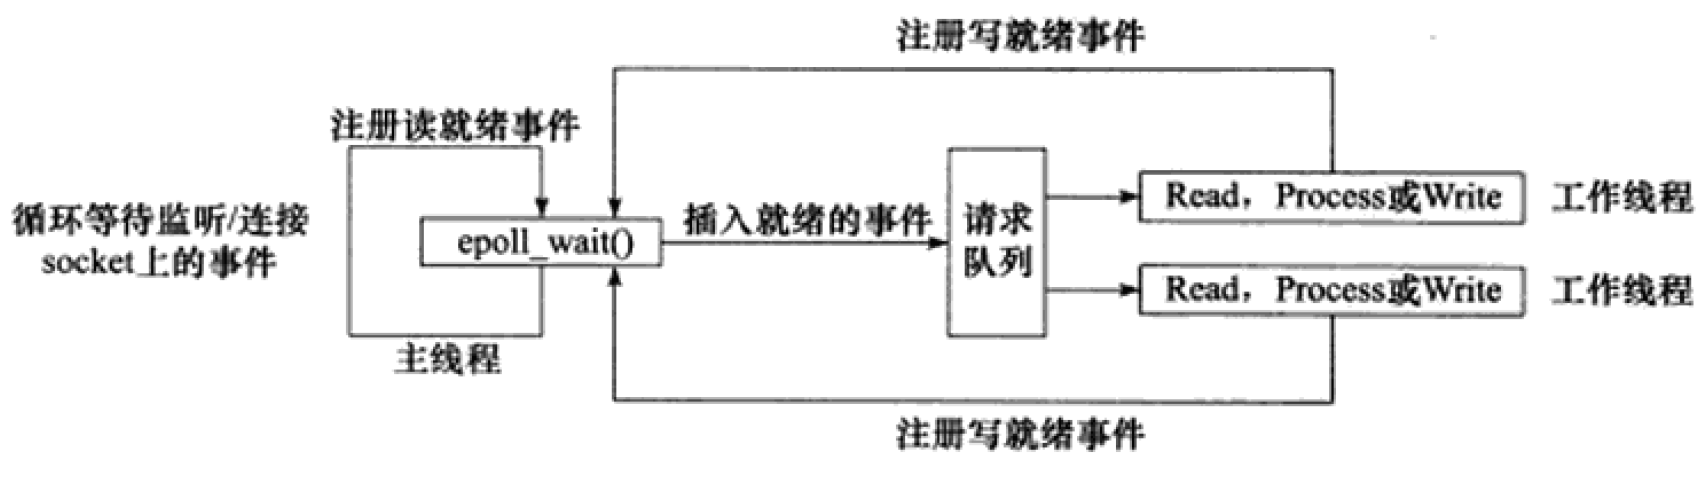 注册写就绪事件
注册读就绪事件
循环等待监听/连接
socket上的事件
epoll_wait()
插入就绪的事件
请求
队列
Read，Process或Write
工作线程
Read，Process或Write
工作线程
主线程
注册写就绪事件